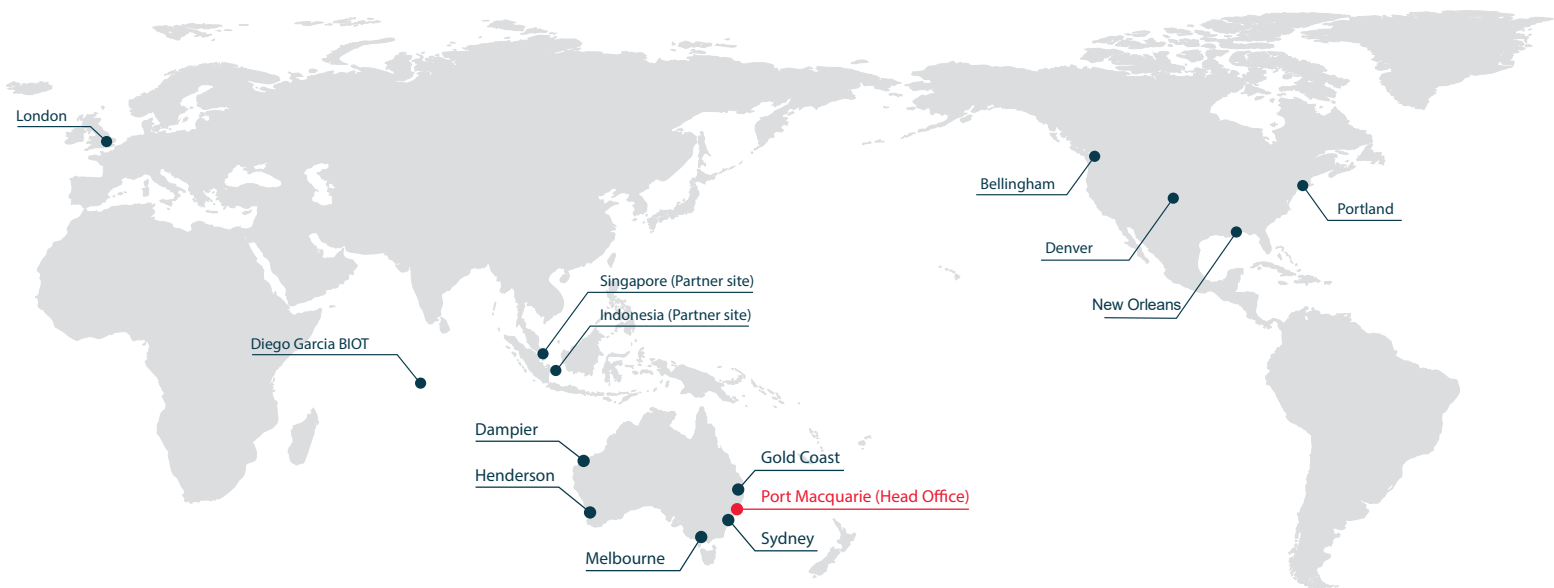 London
Bellingham
Portland
Denver
Singapore (Partner site)
New Orleans
Indonesia (Partner site)
Diego Garcia BIOT
Dampier
Gold Coast
Henderson
Port Macquarie (Head Office)
Sydney
Melbourne